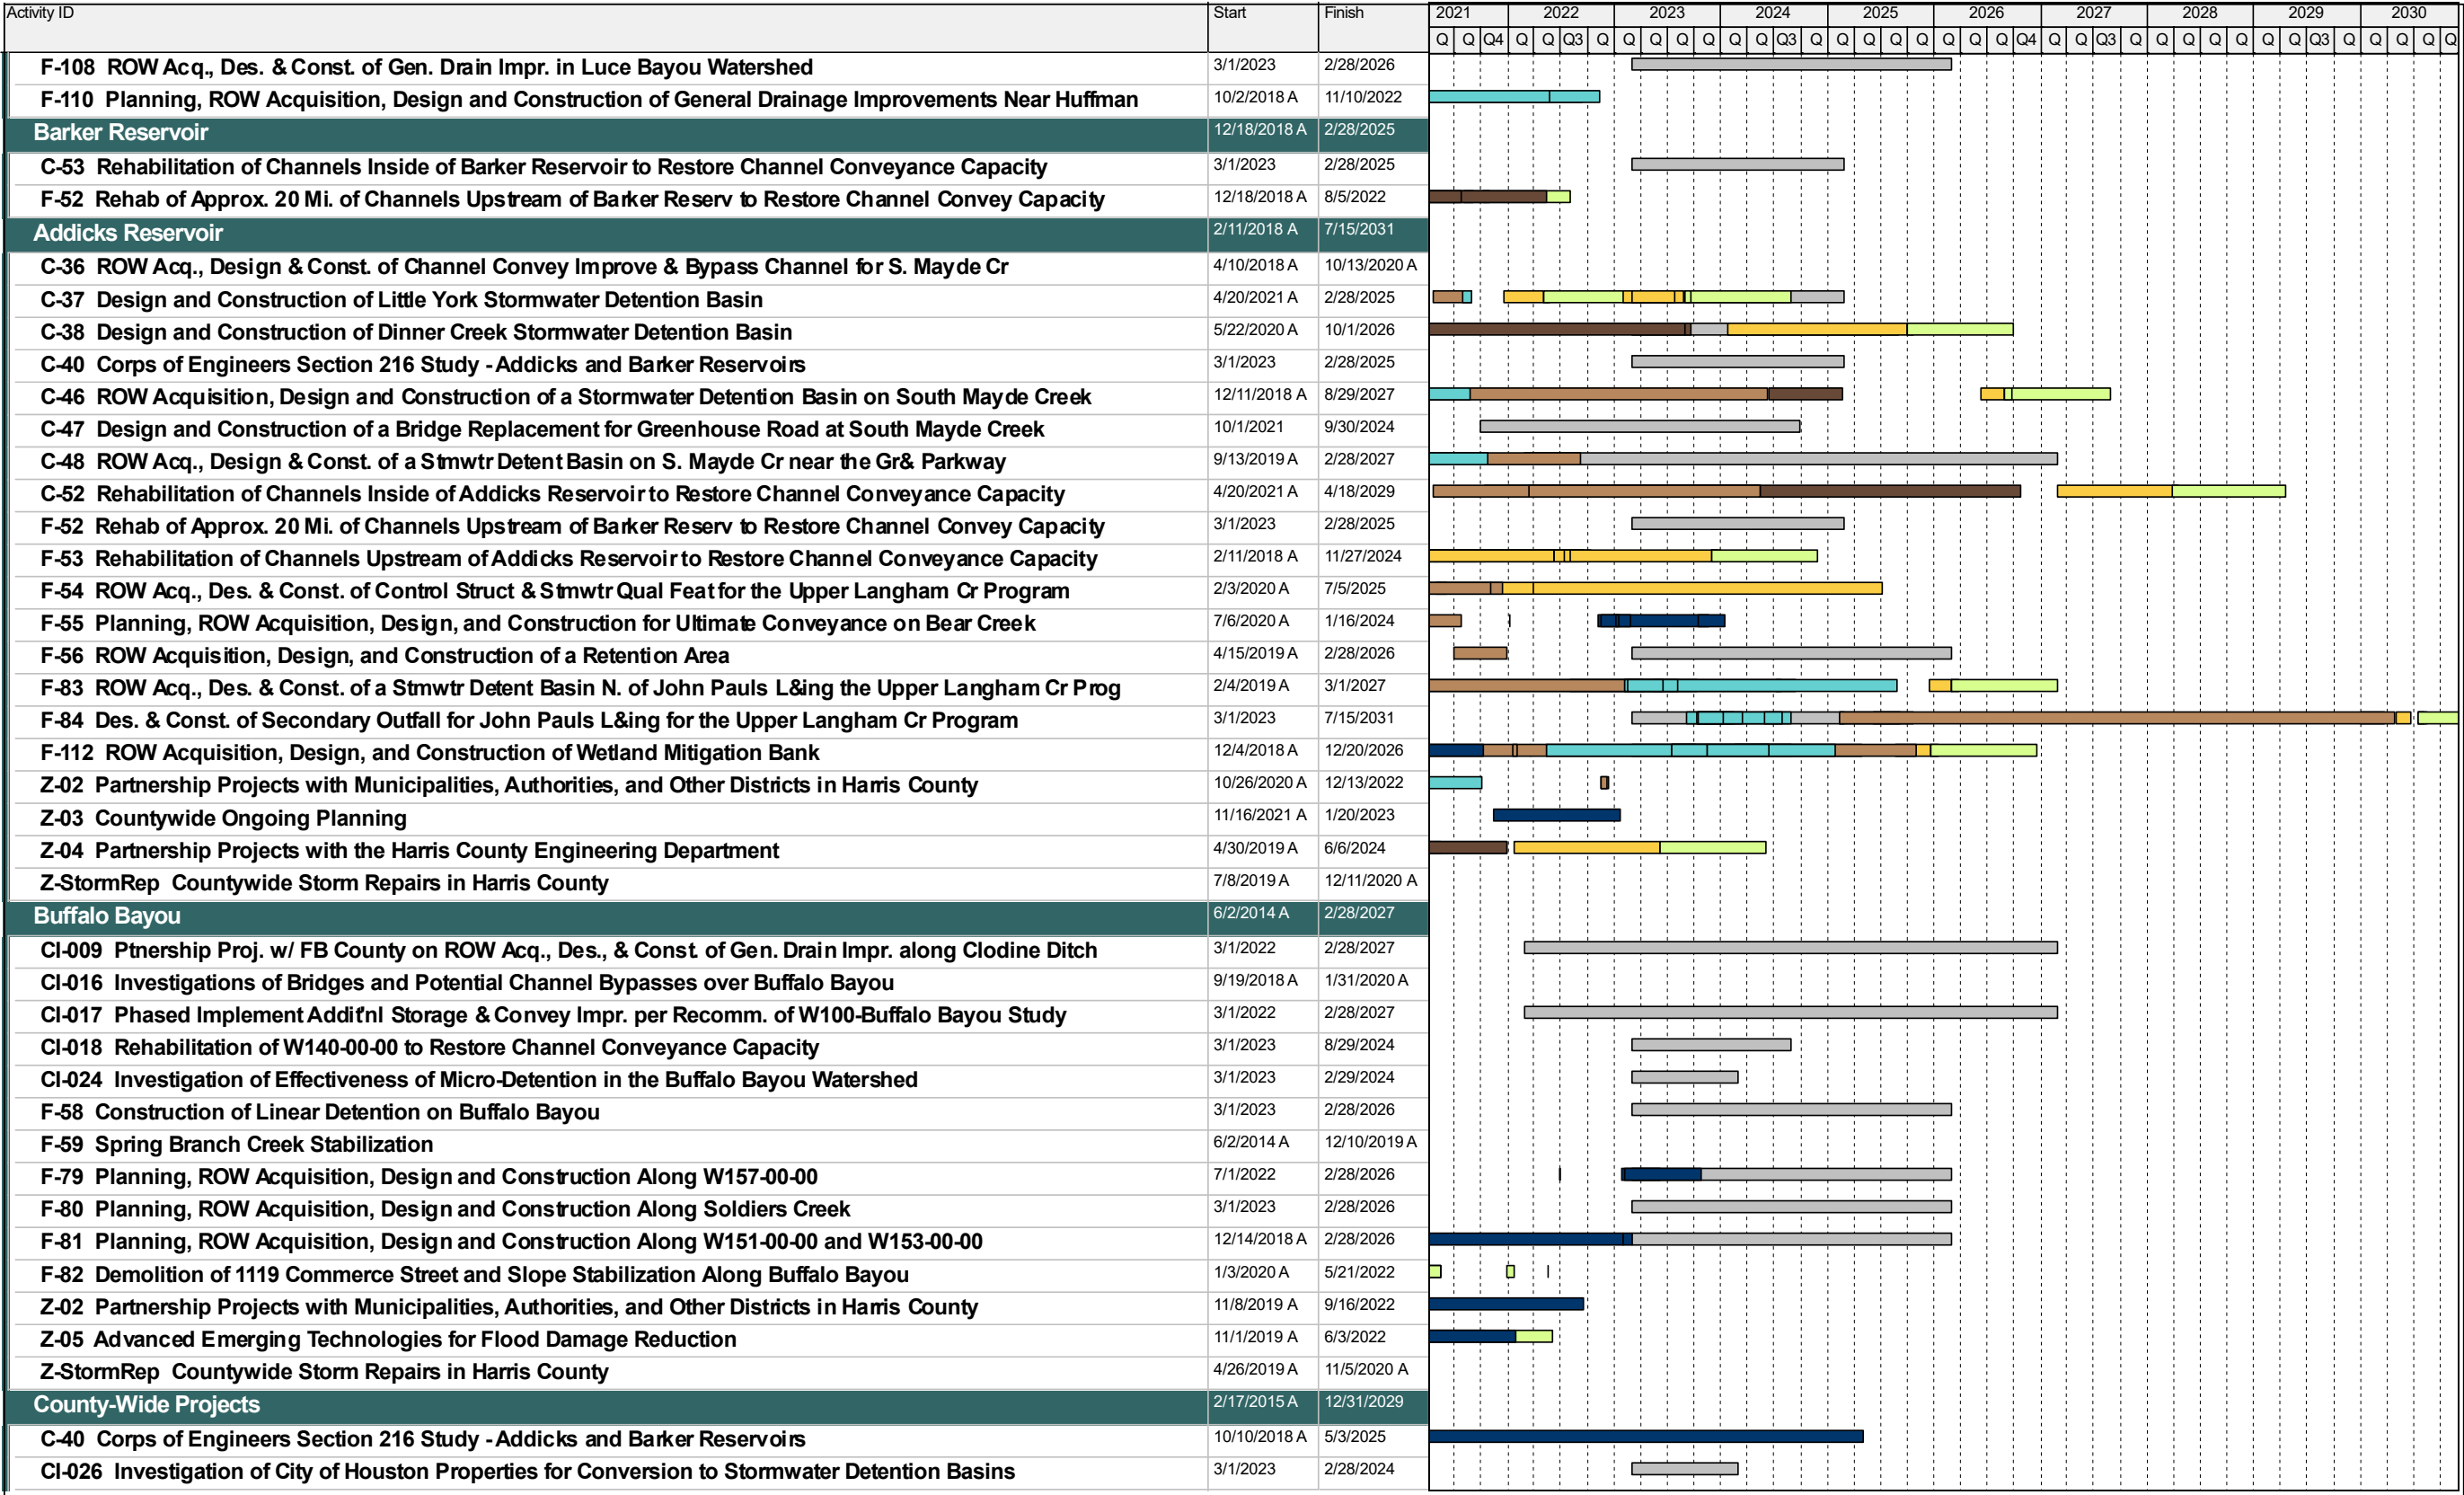 Activity ID Start Finish 2021 2022 2023 2024 2025 2026 2027 2028 2029 2030
Q Q Q4 Q Q Q3 Q Q Q Q Q Q Q3 Q Q Q Q Q Q Q Q Q4 Q Q Q3 Q Q Q Q Q Q Q Q3 Q Q Q Q Q Q
F-108 ROW Acq., Des. & Const. of Gen. Drain Impr. in Luce Bayou Watershed 3/1/2023 2/28/2026
F-110 Planning, ROW Acquisition, Design and Construction of General Drainage Improvements Near Huffman 10/2/2018 A 11/10/2022
Barker Reservoir 12/18/2018 A 2/28/2025
C-53 Rehabilitation of Channels Inside of Barker Reservoir to Restore Channel Conveyance Capacity 3/1/2023 2/28/2025
F-52 Rehab of Approx. 20 Mi. of Channels Upstream of Barker Reserv to Restore Channel Convey Capacity 12/18/2018 A 8/5/2022
Addicks Reservoir 2/11/2018 A 7/15/2031
C-36 ROW Acq., Design & Const. of Channel Convey Improve & Bypass Channel for S. Mayde Cr 4/10/2018 A 10/13/2020 A
C-37 Design and Construction of Little York Stormwater Detention Basin 4/20/2021 A 2/28/2025
C-38 Design and Construction of Dinner Creek Stormwater Detention Basin 5/22/2020 A 10/1/2026
C-40 Corps of Engineers Section 216 Study - Addicks and Barker Reservoirs 3/1/2023 2/28/2025
C-46 ROW Acquisition, Design and Construction of a Stormwater Detention Basin on South Mayde Creek 12/11/2018 A 8/29/2027
C-47 Design and Construction of a Bridge Replacement for Greenhouse Road at South Mayde Creek 10/1/2021 9/30/2024
C-48 ROW Acq., Design & Const. of a Stmwtr Detent Basin on S. Mayde Cr near the Gr& Parkway 9/13/2019 A 2/28/2027
C-52 Rehabilitation of Channels Inside of Addicks Reservoir to Restore Channel Conveyance Capacity 4/20/2021 A 4/18/2029
F-52 Rehab of Approx. 20 Mi. of Channels Upstream of Barker Reserv to Restore Channel Convey Capacity 3/1/2023 2/28/2025
F-53 Rehabilitation of Channels Upstream of Addicks Reservoir to Restore Channel Conveyance Capacity 2/11/2018 A 11/27/2024
F-54 ROW Acq., Des. & Const. of Control Struct & Stmwtr Qual Feat for the Upper Langham Cr Program 2/3/2020 A 7/5/2025
F-55 Planning, ROW Acquisition, Design, and Construction for Ultimate Conveyance on Bear Creek 7/6/2020 A 1/16/2024
F-56 ROW Acquisition, Design, and Construction of a Retention Area 4/15/2019 A 2/28/2026
F-83 ROW Acq., Des. & Const. of a Stmwtr Detent Basin N. of John Pauls L&ing the Upper Langham Cr Prog 2/4/2019 A 3/1/2027
F-84 Des. & Const. of Secondary Outfall for John Pauls L&ing for the Upper Langham Cr Program 3/1/2023 7/15/2031
F-112 ROW Acquisition, Design, and Construction of Wetland Mitigation Bank 12/4/2018 A 12/20/2026
Z-02 Partnership Projects with Municipalities, Authorities, and Other Districts in Harris County 10/26/2020 A 12/13/2022
Z-03 Countywide Ongoing Planning 11/16/2021 A 1/20/2023
Z-04 Partnership Projects with the Harris County Engineering Department 4/30/2019 A 6/6/2024
Z-StormRep Countywide Storm Repairs in Harris County 7/8/2019 A 12/11/2020 A
Buffalo Bayou 6/2/2014 A 2/28/2027
CI-009 Ptnership Proj. w/ FB County on ROW Acq., Des., & Const. of Gen. Drain Impr. along Clodine Ditch 3/1/2022 2/28/2027
CI-016 Investigations of Bridges and Potential Channel Bypasses over Buffalo Bayou 9/19/2018 A 1/31/2020 A
CI-017 Phased Implement Addit'nl Storage & Convey Impr. per Recomm. of W100-Buffalo Bayou Study 3/1/2022 2/28/2027
CI-018 Rehabilitation of W140-00-00 to Restore Channel Conveyance Capacity 3/1/2023 8/29/2024
CI-024 Investigation of Effectiveness of Micro-Detention in the Buffalo Bayou Watershed 3/1/2023 2/29/2024
F-58 Construction of Linear Detention on Buffalo Bayou 3/1/2023 2/28/2026
F-59 Spring Branch Creek Stabilization 6/2/2014 A 12/10/2019 A
F-79 Planning, ROW Acquisition, Design and Construction Along W157-00-00 7/1/2022 2/28/2026
F-80 Planning, ROW Acquisition, Design and Construction Along Soldiers Creek 3/1/2023 2/28/2026
F-81 Planning, ROW Acquisition, Design and Construction Along W151-00-00 and W153-00-00 12/14/2018 A 2/28/2026
F-82 Demolition of 1119 Commerce Street and Slope Stabilization Along Buffalo Bayou 1/3/2020 A 5/21/2022
Z-02 Partnership Projects with Municipalities, Authorities, and Other Districts in Harris County 11/8/2019 A 9/16/2022
Z-05 Advanced Emerging Technologies for Flood Damage Reduction 11/1/2019 A 6/3/2022
Z-StormRep Countywide Storm Repairs in Harris County 4/26/2019 A 11/5/2020 A
County-Wide Projects 2/17/2015 A 12/31/2029
C-40 Corps of Engineers Section 216 Study - Addicks and Barker Reservoirs 10/10/2018 A 5/3/2025
CI-026 Investigation of City of Houston Properties for Conversion to Stormwater Detention Basins 3/1/2023 2/28/2024